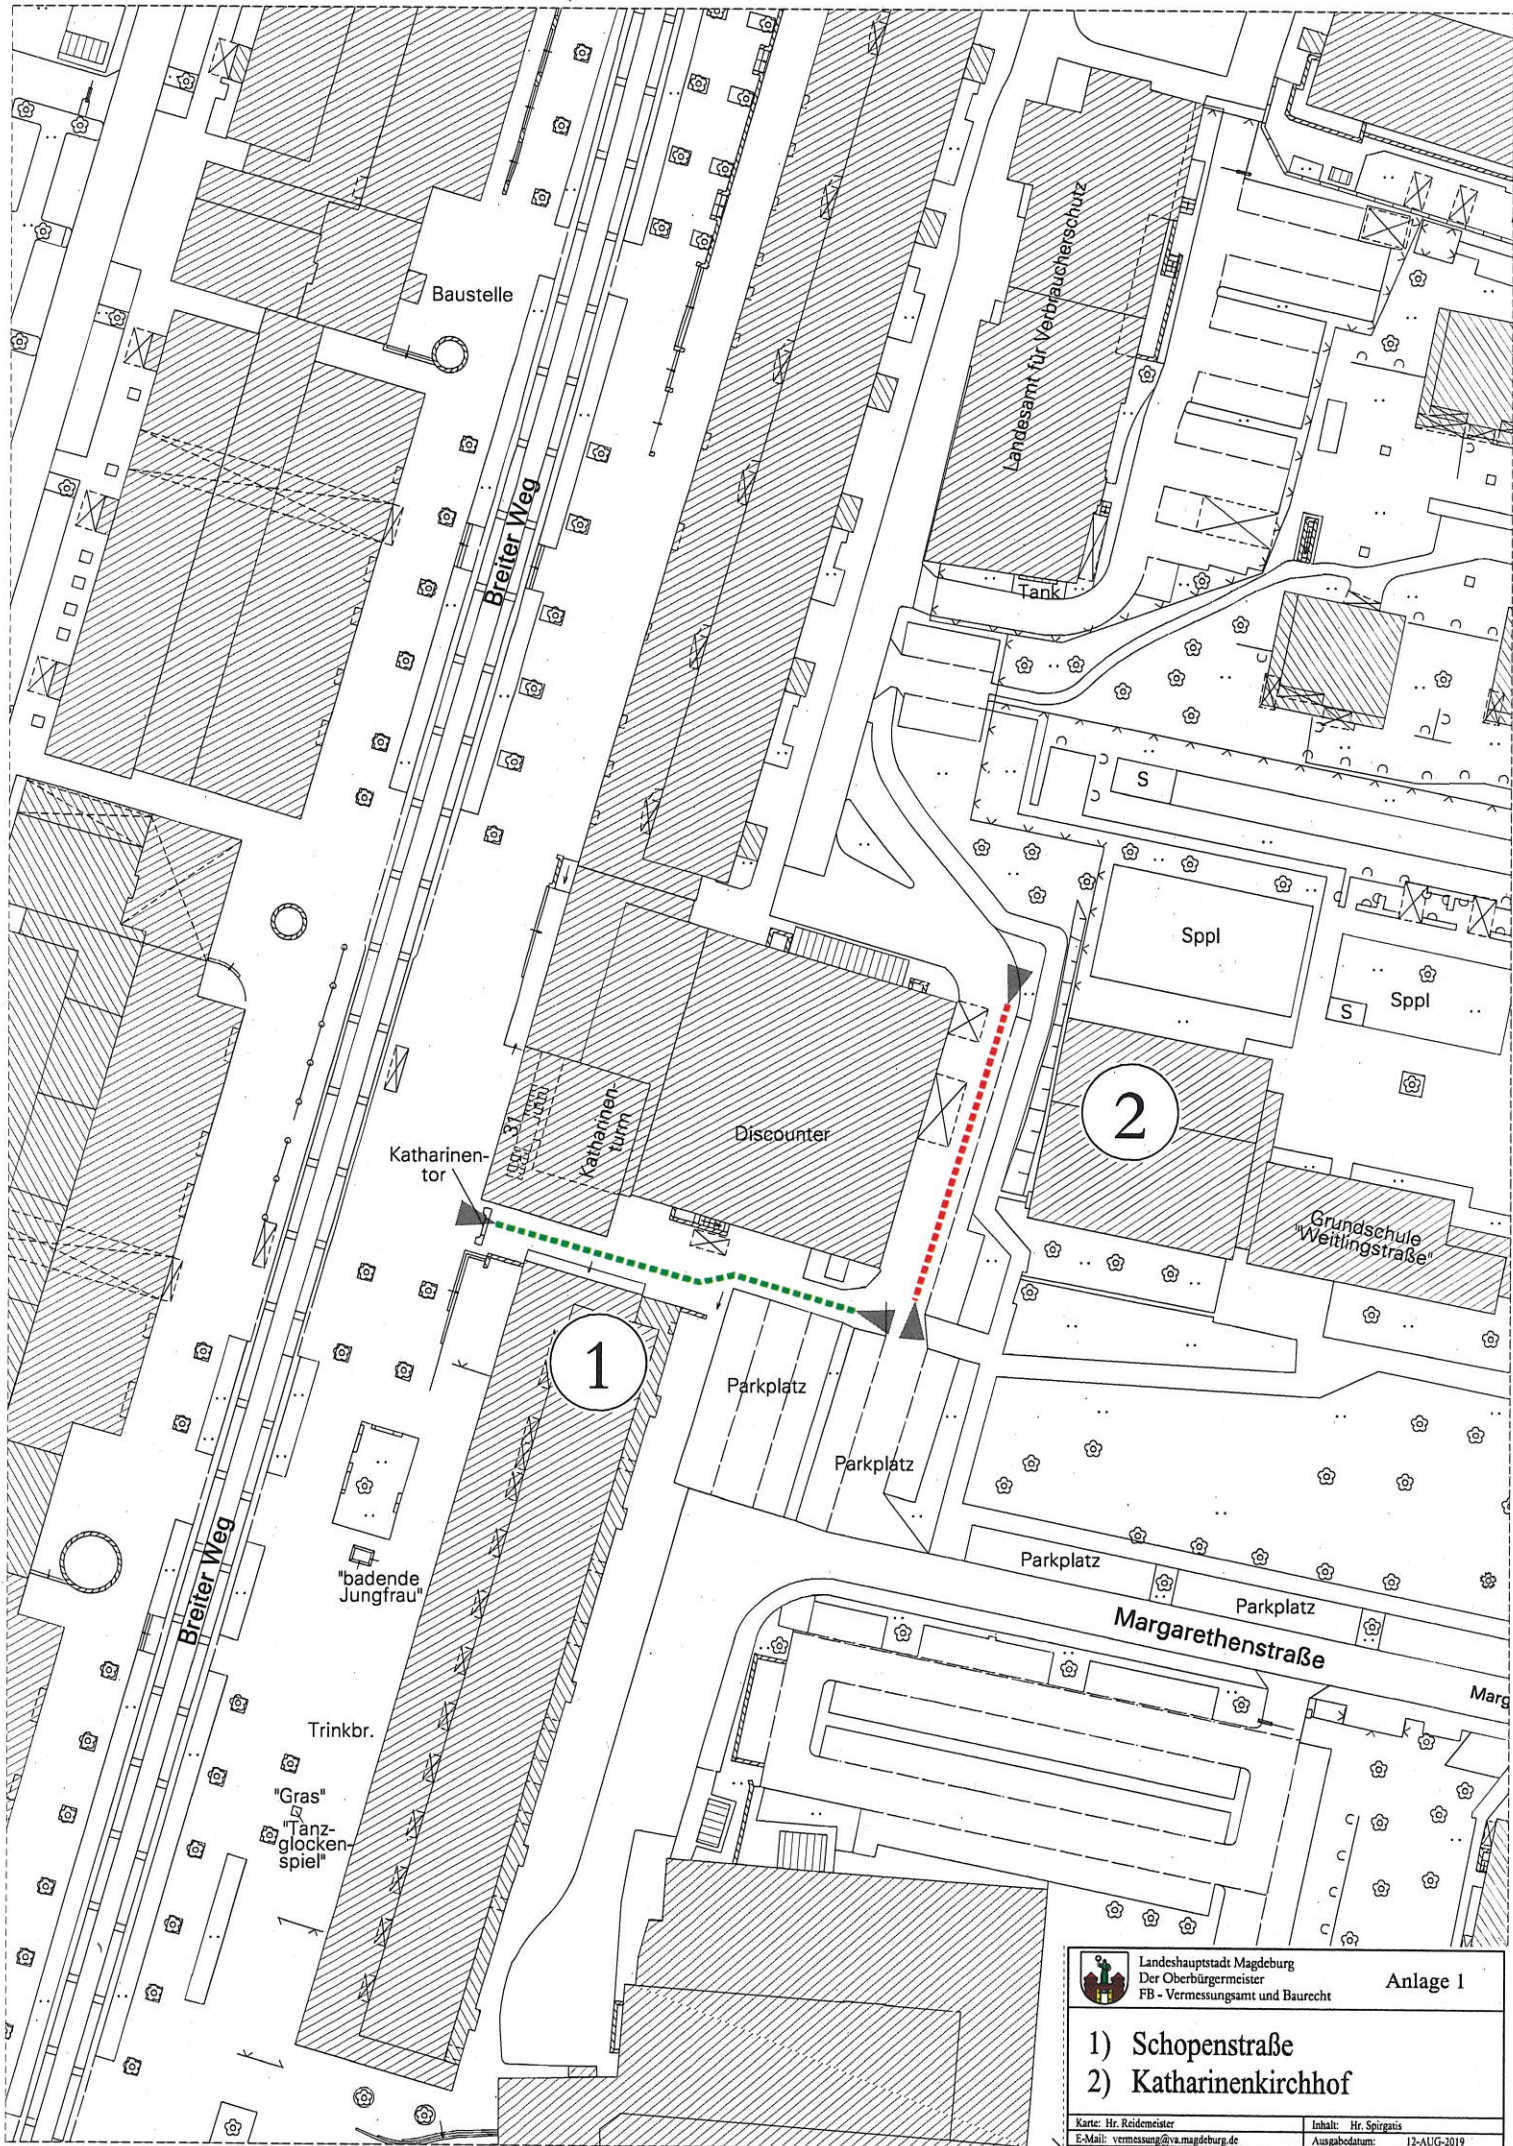 Baustelle
Landesamt für Verbraucherschutz
Breiter Weg
Tank
S
Sppl
Sppl
S
31
Katharinen-
turm
Discounter
2
Katharinen-
tor
Grundschule
"Weitlingstraße"
1
Parkplatz
Parkplatz
Breiter Weg
"badende
Jungfrau"
Parkplatz
Parkplatz
Margarethenstraße
Marg
Trinkbr.
"Gras"
"Tanz-
glocken-
spiel"
Landeshauptstadt Magdeburg
Der Oberbürgermeister
FB - Vermessungsamt und Baurecht
Anlage 1
1) Schopenstraße
2) Katharinenkirchhof
Karte: Hr. Reidemeister
Inhalt: Hr. Spirgatis
E-Mail: vermessung@va.magdeburg.de
Ausgabedatum: 12-AUG-2019